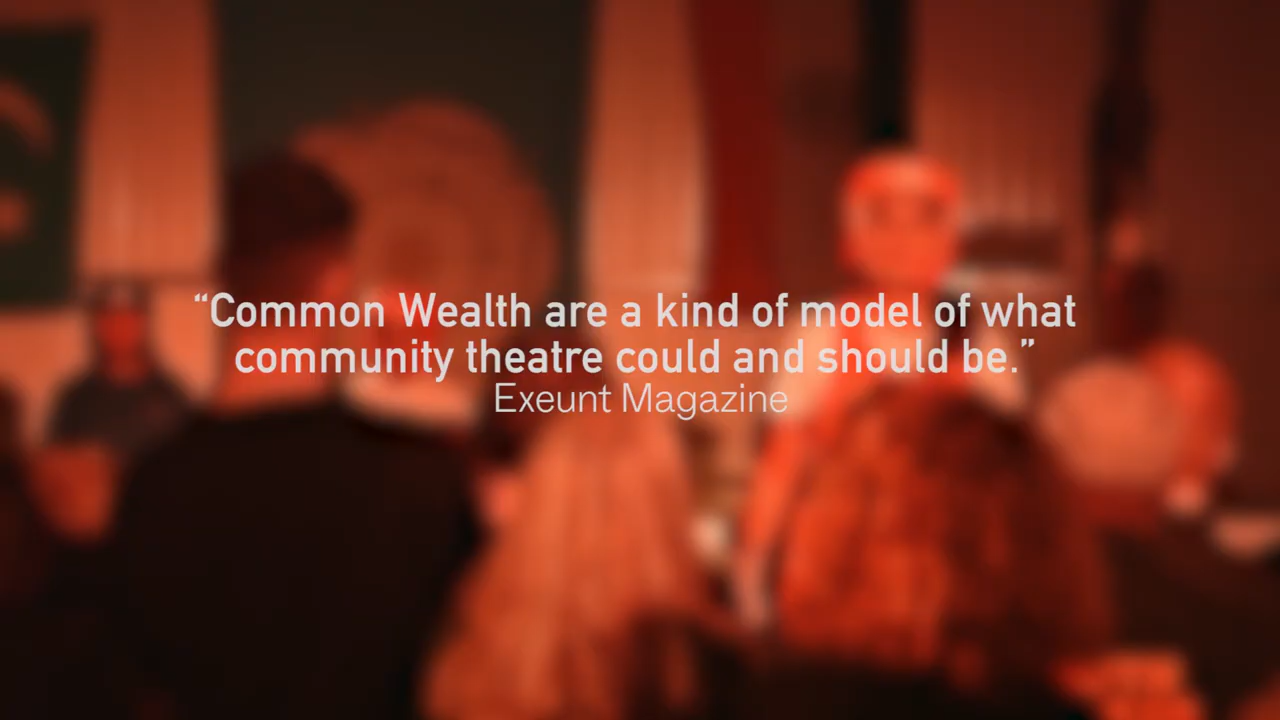 “Common Wealth are a kind of model of what
community theatre could and should be.”
Exeunt Magazine